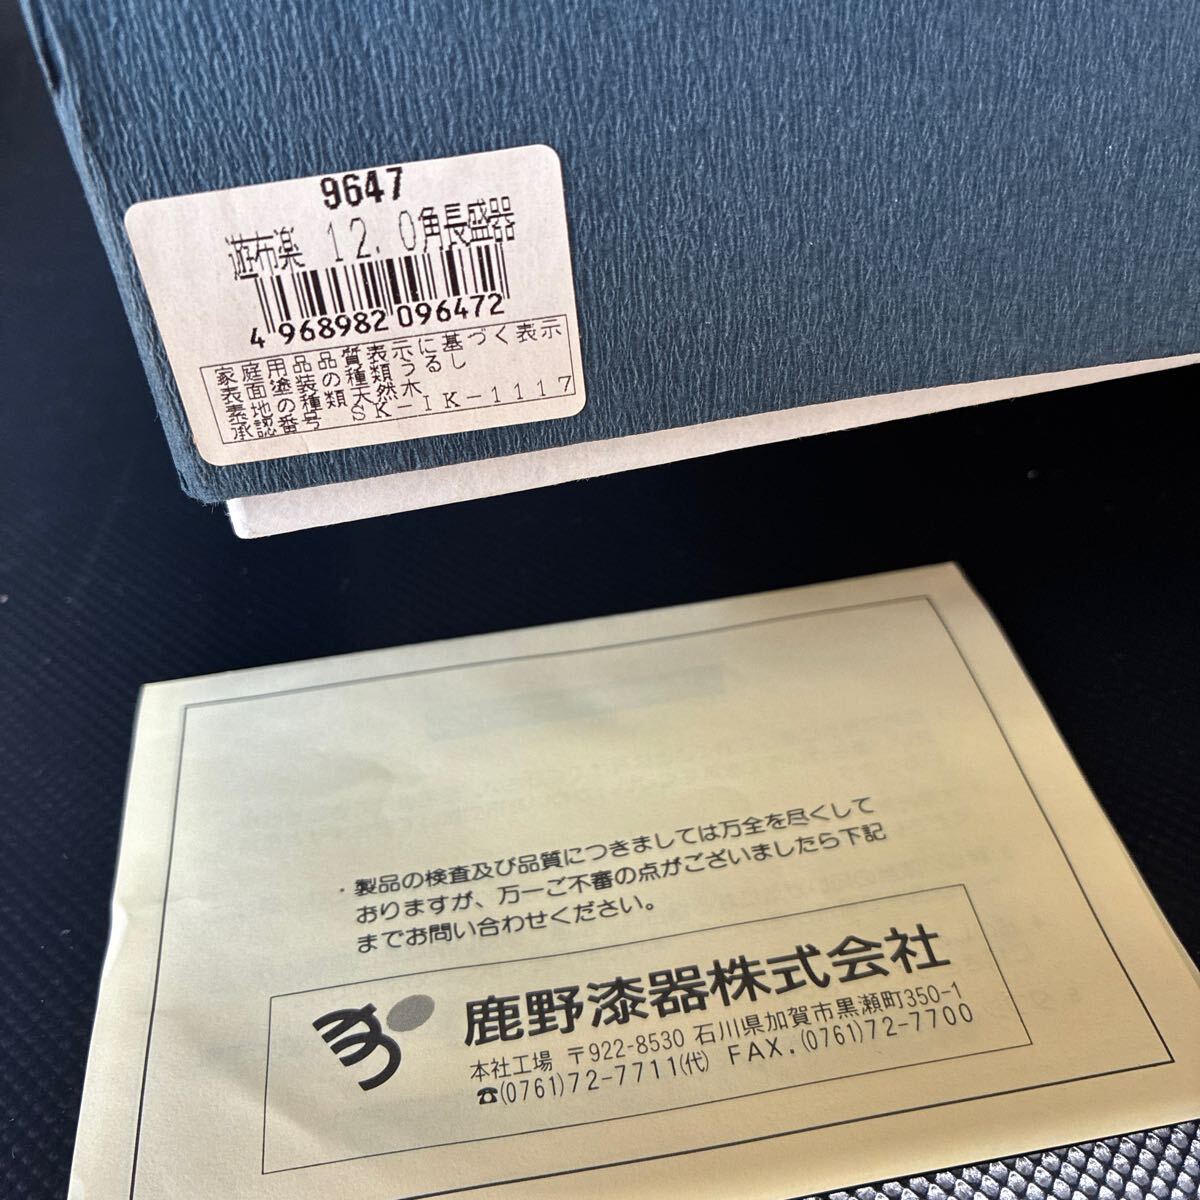 9647
遊布楽 12.0角長盛器
4 968982 096472
家庭用品品質表示に基づく表示
表面塗装の種類 うるし
素地の種類 天然木
承認番号 SK-IK-1117
・製品の検査及び品質につきましては万全を尽くして
おりますが、万一ご不審の点がございましたら下記
までお問い合わせください。
鹿野漆器株式会社
本社工場 〒922-8530 石川県加賀市黒瀬町350-1
☎(0761)72-7711(代) FAX.(0761)72-7700